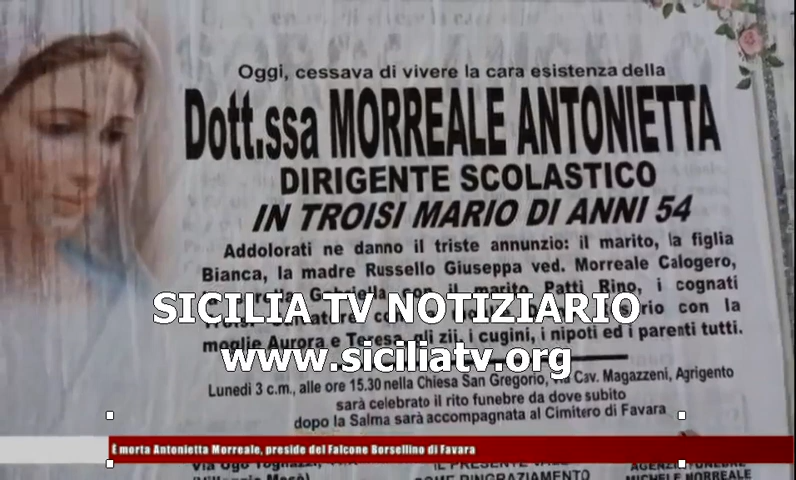 Oggi, cessava di vivere la cara esistenza della
Dott.ssa MORREALE ANTONIETTA
DIRIGENTE SCOLASTICO
IN TROISI MARIO DI ANNI 54
Addolorati ne danno il triste annunzio: il marito, la figlia
Bianca, la madre Russello Giuseppa ved. Morreale Calogero,
Gabriella con il marito Patti Rino, i cognati
SICILIA TV NOTIZIARIO
con la
moglie Aurora e Teresa, gli zii, i cugini, i nipoti ed i parenti tutti.
www.siciliatv.org
Lunedì 3 c.m., alle ore 15.30 nella Chiesa San Gregorio, Via Cav. Magazzeni, Agrigento
sarà celebrato il rito funebre da dove subito
dopo la Salma sarà accompagnata al Cimitero di Favara
È morta Antonietta Morreale, preside del Falcone Borsellino di Favara
Via Ugo
IL PRESENTE VALE
COME RINGRAZIAMENTO
AGENZIA FUNEBRE
MICHELE MORREALE